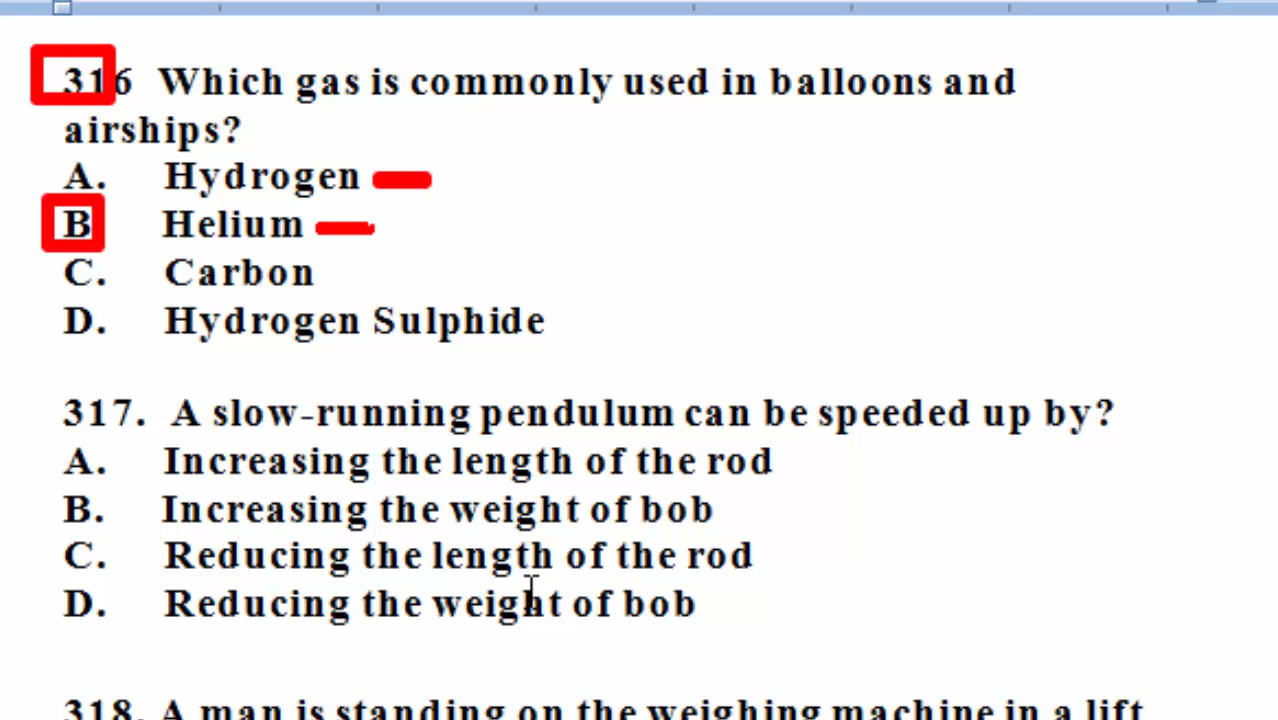 316 Which gas is commonly used in balloons and
airships?
A. Hydrogen
B Helium
C. Carbon
D. Hydrogen Sulphide
317. A slow-running pendulum can be speeded up by?
A. Increasing the length of the rod
B. Increasing the weight of bob
C. Reducing the length of the rod
D. Reducing the weight of bob
318. A man is standing on the weighing machine in a lift